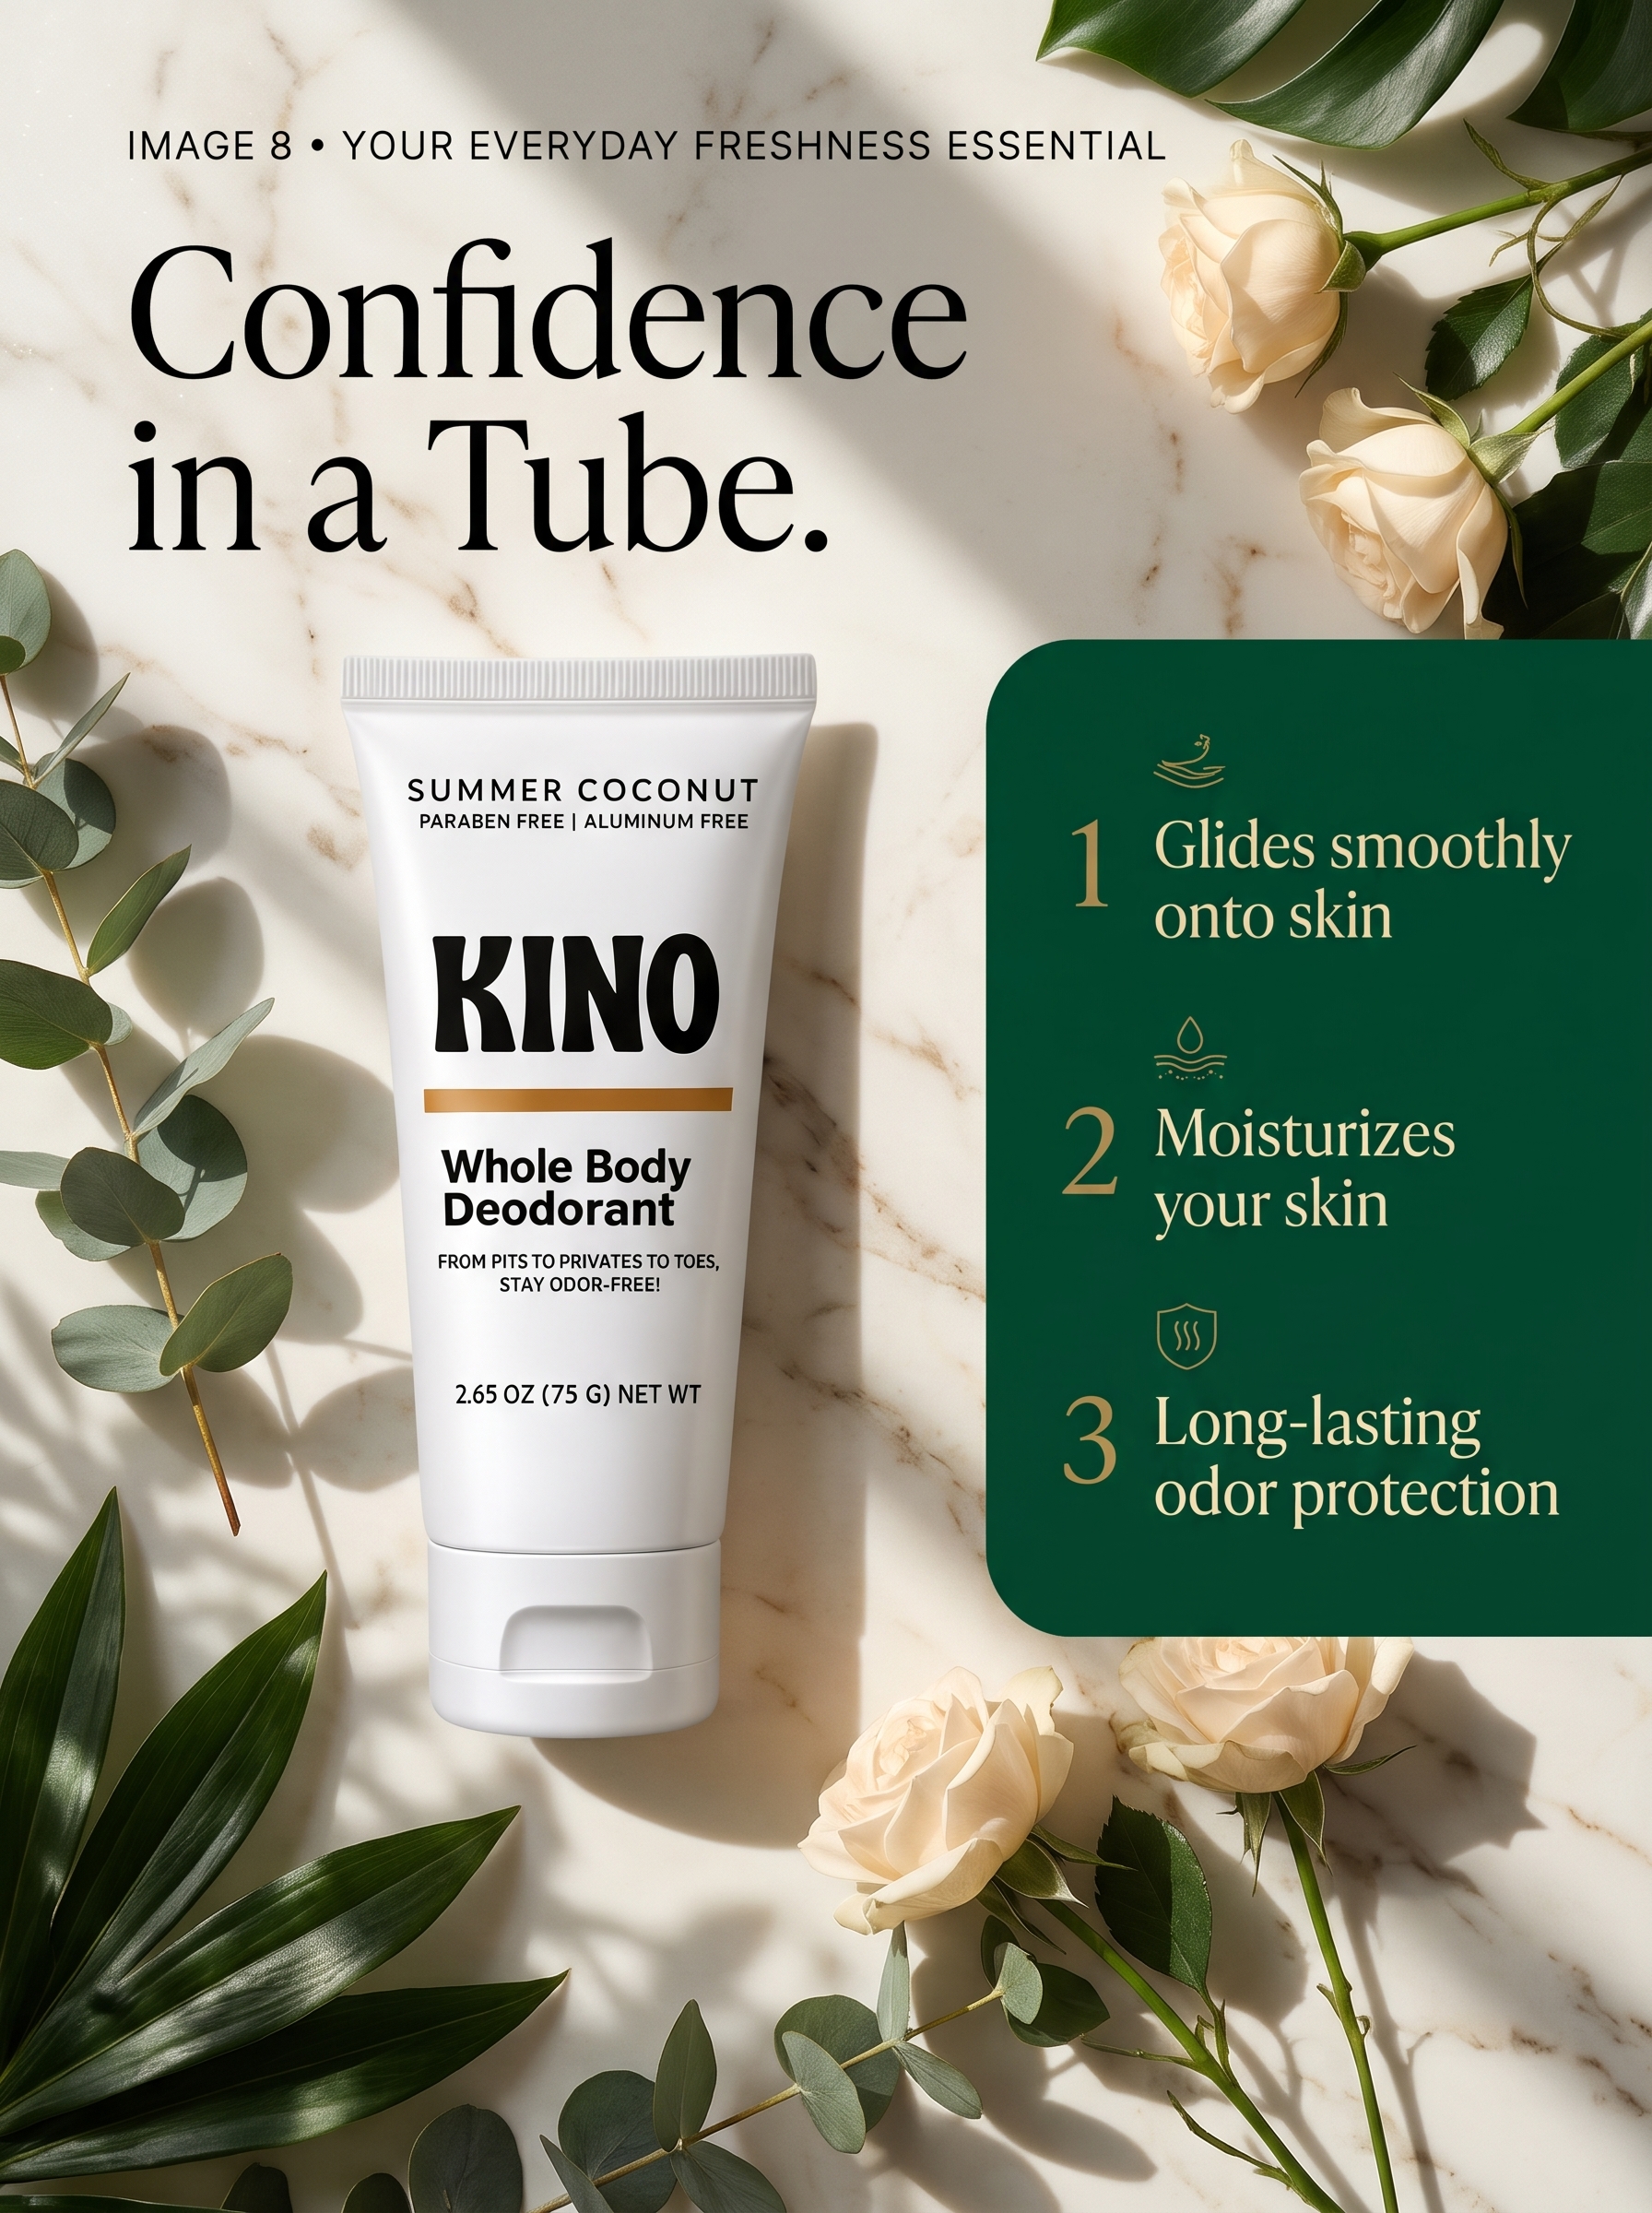 IMAGE 8 • YOUR EVERYDAY FRESHNESS ESSENTIAL
Confidence
in a Tube.
SUMMER COCONUT
PARABEN FREE | ALUMINUM FREE
KINO
Whole Body
Deodorant
FROM PITS TO PRIVATES TO TOES,
STAY ODOR-FREE!
2.65 OZ (75 G) NET WT
1 Glides smoothly
onto skin
2 Moisturizes
your skin
3 Long-lasting
odor protection